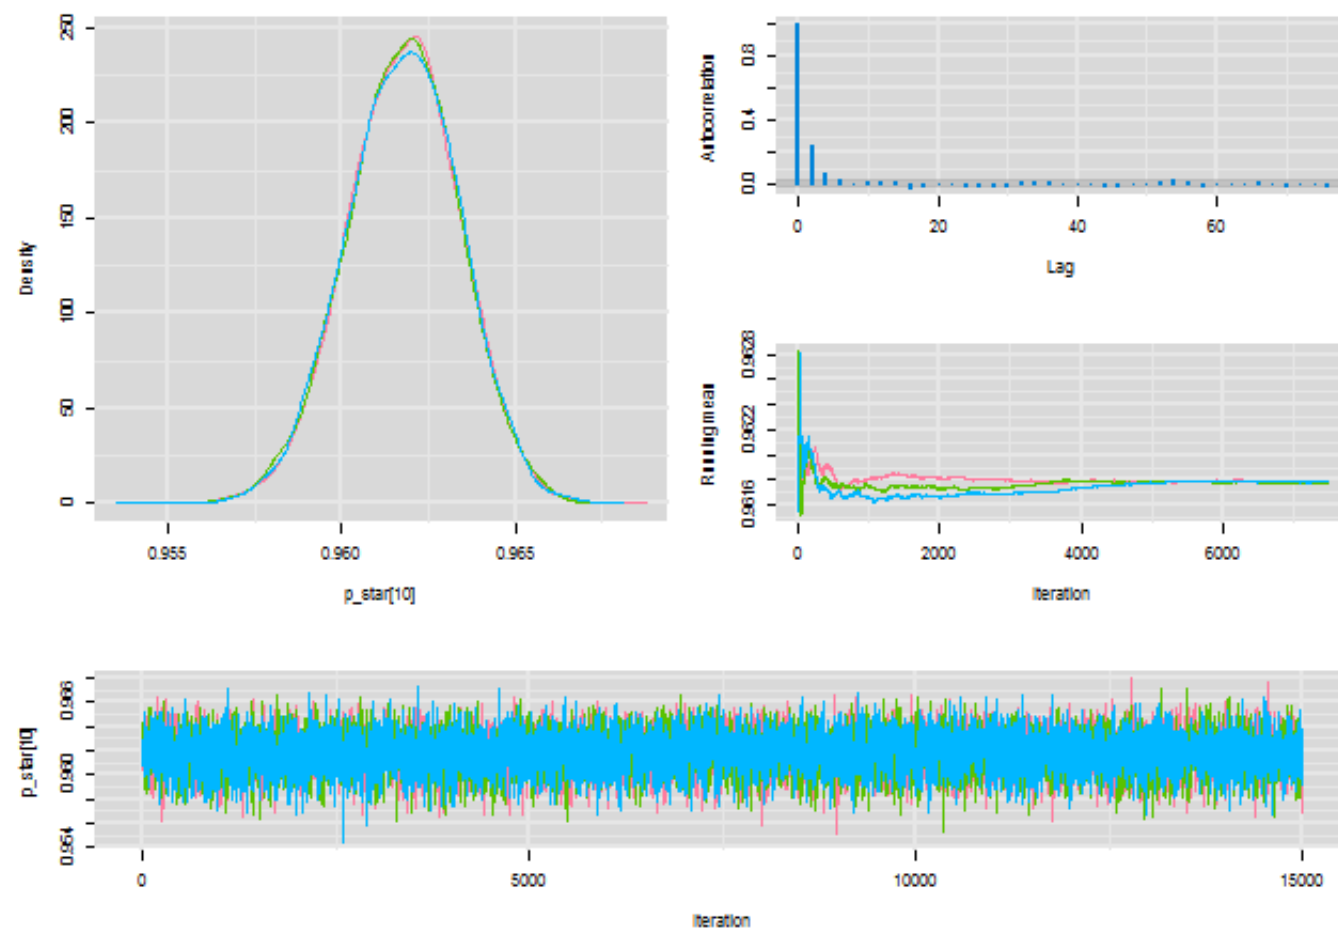 Density
250
200
150
100
50
0
0.955 0.960 0.965
p_star[10]
Autocorrelation
0.8
0.4
0.0
0 20 40 60
Lag
Running mean
0.9628
0.9622
0.9616
0 2000 4000 6000
Iteration
p_star[10]
0.966
0.960
0.954
0 5000 10000 15000
Iteration